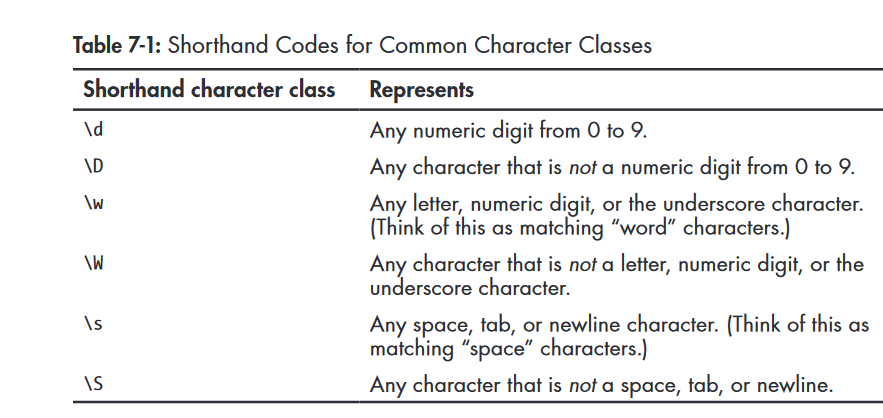 Table 7-1: Shorthand Codes for Common Character Classes
Shorthand character class Represents
\d Any numeric digit from 0 to 9.
\D Any character that is not a numeric digit from 0 to 9.
\w Any letter, numeric digit, or the underscore character.
(Think of this as matching “word” characters.)
\W Any character that is not a letter, numeric digit, or the
underscore character.
\s Any space, tab, or newline character. (Think of this as
matching “space” characters.)
\S Any character that is not a space, tab, or newline.